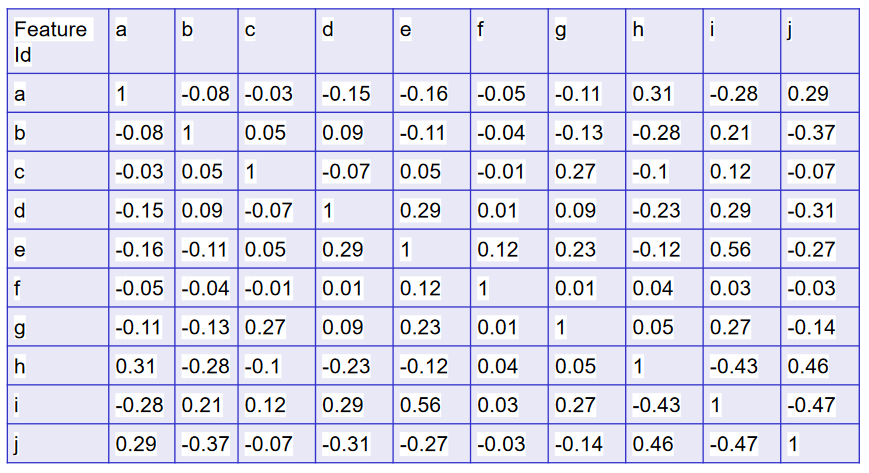 Feature Id a b c d e f g h i j
a 1 -0.08 -0.03 -0.15 -0.16 -0.05 -0.11 0.31 -0.28 0.29
b -0.08 1 0.05 0.09 -0.11 -0.04 -0.13 -0.28 0.21 -0.37
c -0.03 0.05 1 -0.07 0.05 -0.01 0.27 -0.1 0.12 -0.07
d -0.15 0.09 -0.07 1 0.29 0.01 0.09 -0.23 0.29 -0.31
e -0.16 -0.11 0.05 0.29 1 0.12 0.23 -0.12 0.56 -0.27
f -0.05 -0.04 -0.01 0.01 0.12 1 0.01 0.04 0.03 -0.03
g -0.11 -0.13 0.27 0.09 0.23 0.01 1 0.05 0.27 -0.14
h 0.31 -0.28 -0.1 -0.23 -0.12 0.04 0.05 1 -0.43 0.46
i -0.28 0.21 0.12 0.29 0.56 0.03 0.27 -0.43 1 -0.47
j 0.29 -0.37 -0.07 -0.31 -0.27 -0.03 -0.14 0.46 -0.47 1